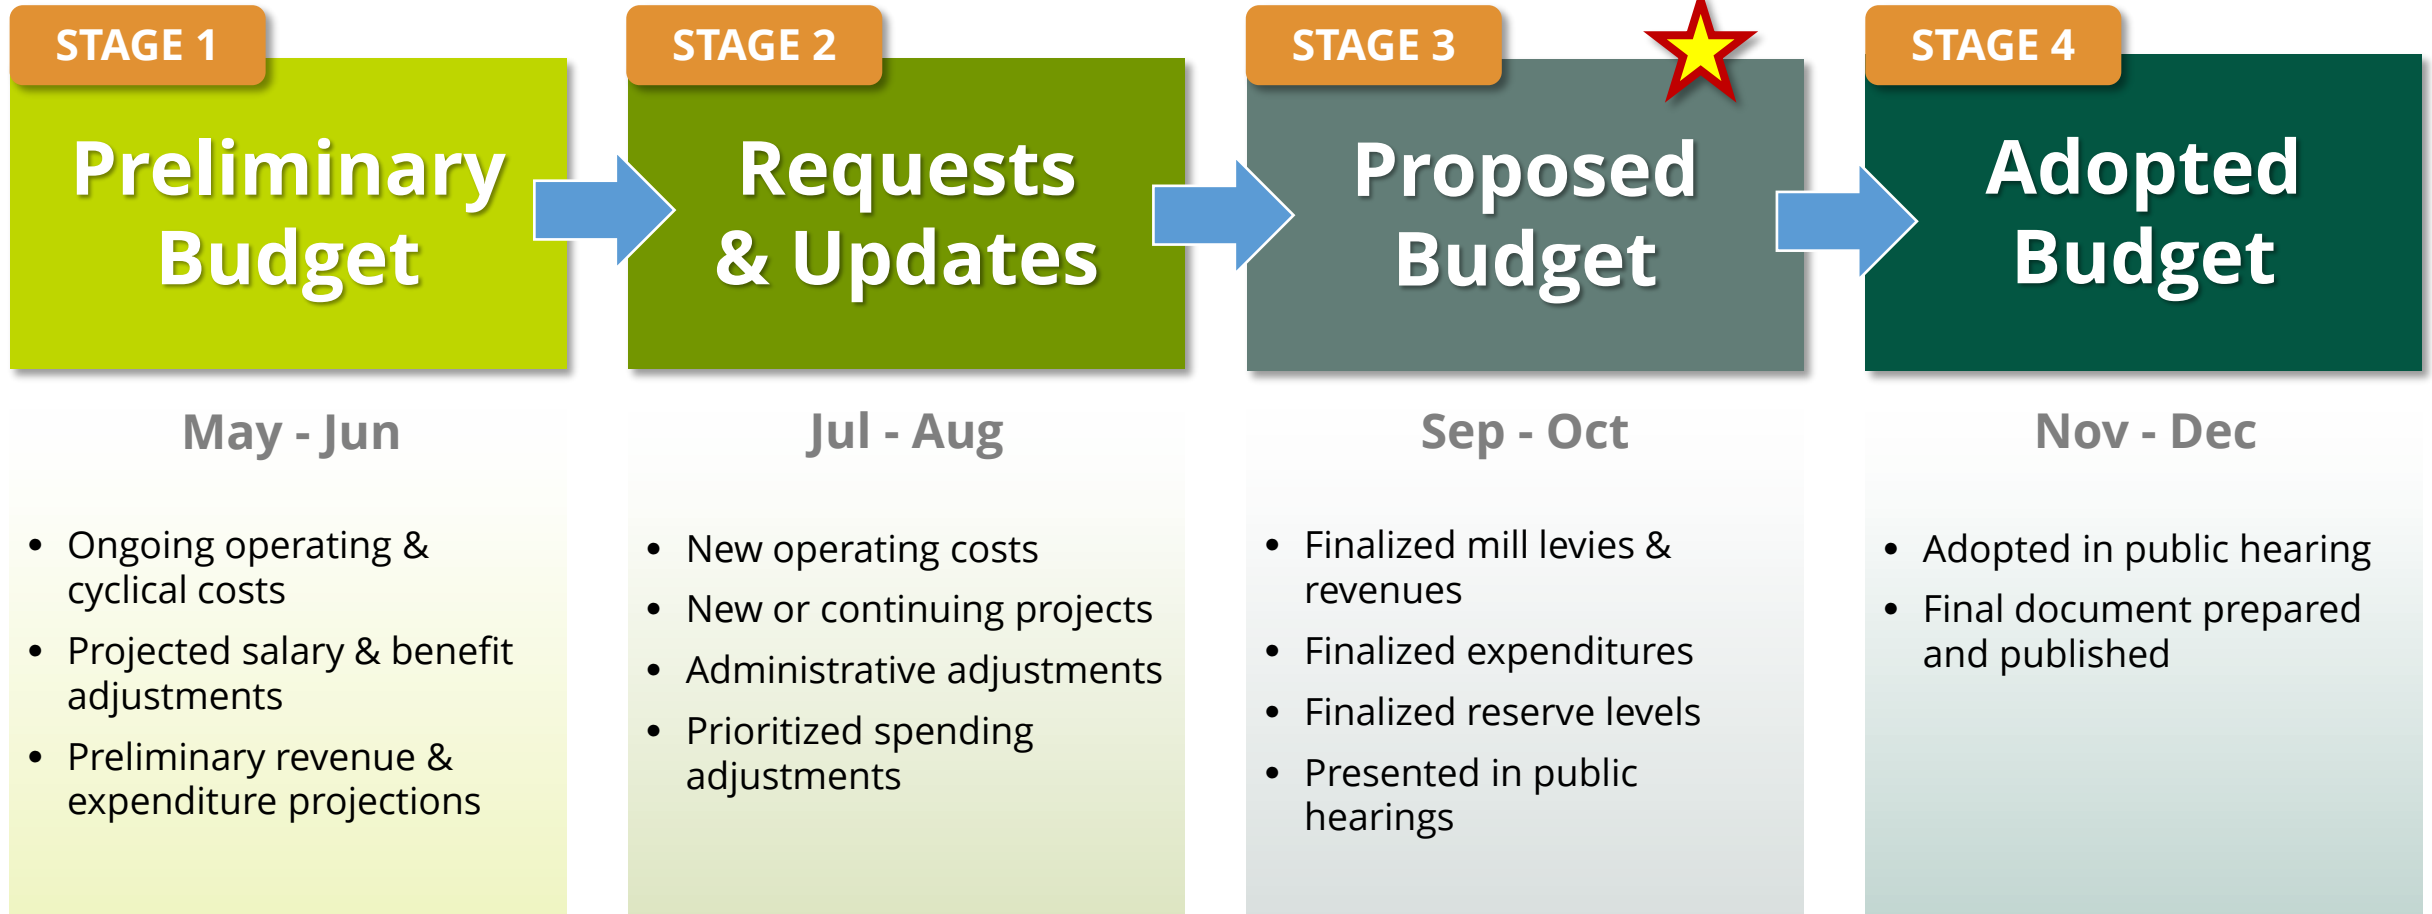 STAGE 1
Preliminary
Budget
May - Jun
• Ongoing operating &
cyclical costs
• Projected salary & benefit
adjustments
• Preliminary revenue &
expenditure projections
STAGE 2
Requests
& Updates
Jul - Aug
• New operating costs
• New or continuing projects
• Administrative adjustments
• Prioritized spending
adjustments
STAGE 3
Proposed
Budget
Sep - Oct
• Finalized mill levies &
revenues
• Finalized expenditures
• Finalized reserve levels
• Presented in public
hearings
STAGE 4
Adopted
Budget
Nov - Dec
• Adopted in public hearing
• Final document prepared
and published